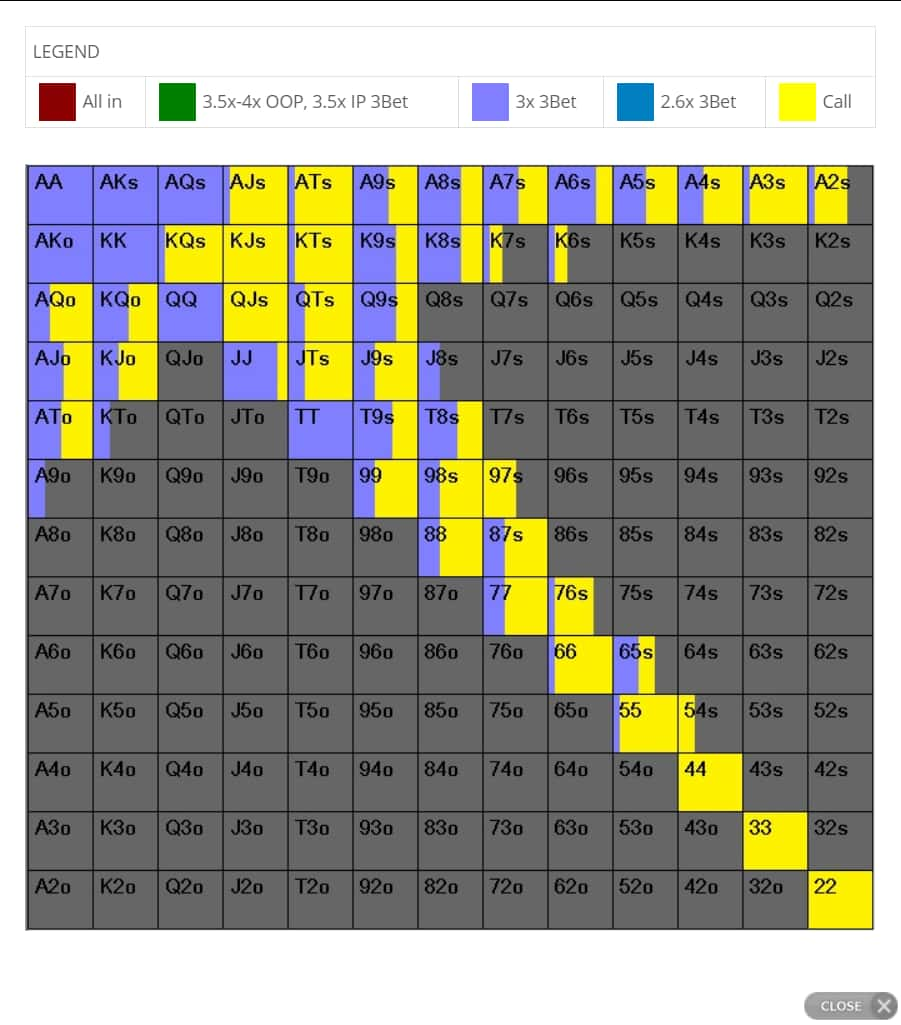 LEGEND
All in 3.5x-4x OOP, 3.5x IP 3Bet 3x 3Bet 2.6x 3Bet Call
AA AKs AQs AJs ATs A9s A8s A7s A6s A5s A4s A3s A2s
AKo KK KQs KJs KTs K9s K8s K7s K6s K5s K4s K3s K2s
AQo KQo QQ QJs QTs Q9s Q8s Q7s Q6s Q5s Q4s Q3s Q2s
AJo KJo QJo JJ JTs J9s J8s J7s J6s J5s J4s J3s J2s
ATo KTo QTo JTo TT T9s T8s T7s T6s T5s T4s T3s T2s
A9o K9o Q9o J9o T9o 99 98s 97s 96s 95s 94s 93s 92s
A8o K8o Q8o J8o T8o 98o 88 87s 86s 85s 84s 83s 82s
A7o K7o Q7o J7o T7o 97o 87o 77 76s 75s 74s 73s 72s
A6o K6o Q6o J6o T6o 96o 86o 76o 66 65s 64s 63s 62s
A5o K5o Q5o J5o T5o 95o 85o 75o 65o 55 54s 53s 52s
A4o K4o Q4o J4o T4o 94o 84o 74o 64o 54o 44 43s 42s
A3o K3o Q3o J3o T3o 93o 83o 73o 63o 53o 43o 33 32s
A2o K2o Q2o J2o T2o 92o 82o 72o 62o 52o 42o 32o 22
CLOSE